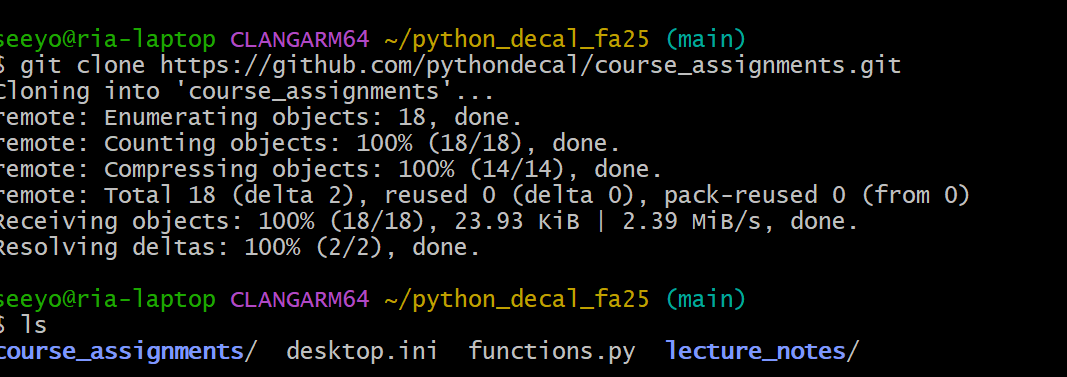 seeyo@ria-laptop CLANGARM64 ~/python_decal_fa25 (main)
$ git clone https://github.com/pythondecal/course_assignments.git
Cloning into 'course_assignments'...
remote: Enumerating objects: 18, done.
remote: Counting objects: 100% (18/18), done.
remote: Compressing objects: 100% (14/14), done.
remote: Total 18 (delta 2), reused 0 (delta 0), pack-reused 0 (from 0)
Receiving objects: 100% (18/18), 23.93 KiB | 2.39 MiB/s, done.
Resolving deltas: 100% (2/2), done.
seeyo@ria-laptop CLANGARM64 ~/python_decal_fa25 (main)
$ ls
course_assignments/  desktop.ini  functions.py  lecture_notes/